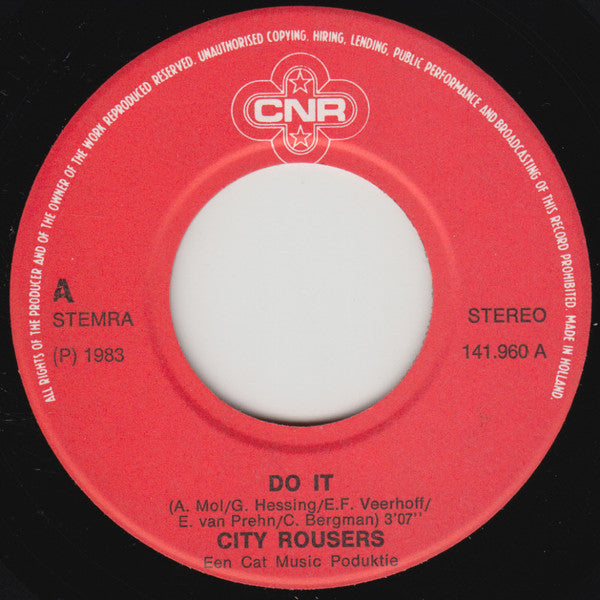 ALL RIGHTS OF THE PRODUCER AND OF THE OWNER OF THE WORK REPRODUCED RESERVED. UNAUTHORISED COPYING, HIRING, LENDING, PUBLIC PERFORMANCE AND BROADCASTING OF THIS RECORD PROHIBITED. MADE IN HOLLAND.
CNR
A
STEMRA
(P) 1983
STEREO
141.960 A
DO IT
(A. Mol/G. Hessing/E.F. Veerhoff/
E. van Prehn/C. Bergman) 3'07''
CITY ROUSERS
Een Cat Music Poduktie